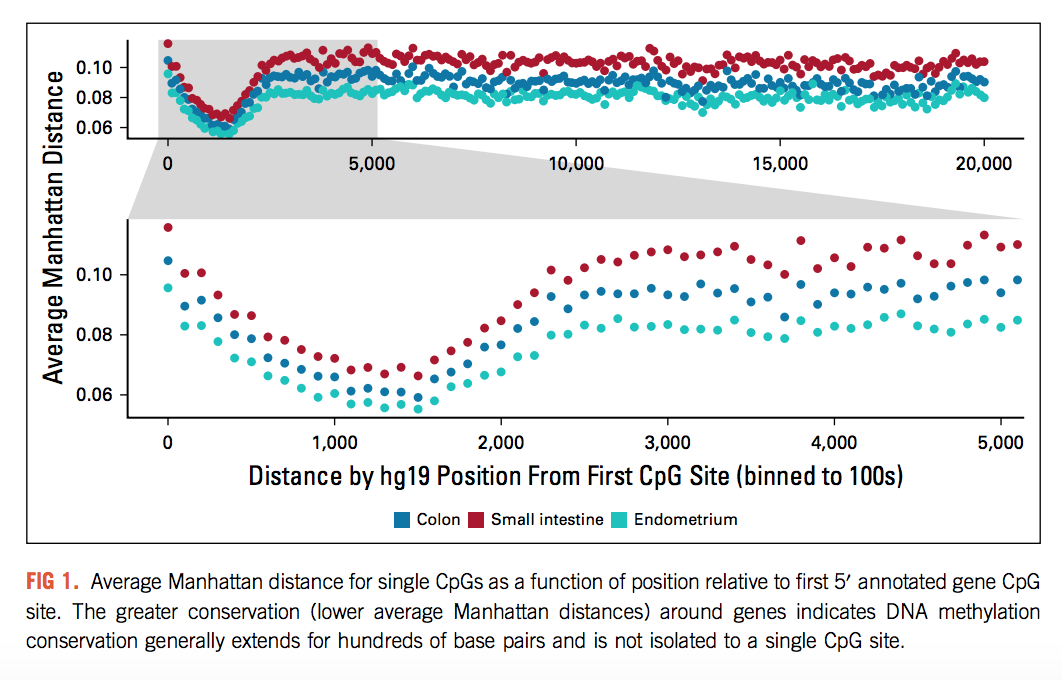 Average Manhattan Distance
0.10
0.08
0.06
0 5,000 10,000 15,000 20,000
0.10
0.08
0.06
0 1,000 2,000 3,000 4,000 5,000
Distance by hg19 Position From First CpG Site (binned to 100s)
Colon Small intestine Endometrium
FIG 1. Average Manhattan distance for single CpGs as a function of position relative to first 5′ annotated gene CpG
site. The greater conservation (lower average Manhattan distances) around genes indicates DNA methylation
conservation generally extends for hundreds of base pairs and is not isolated to a single CpG site.